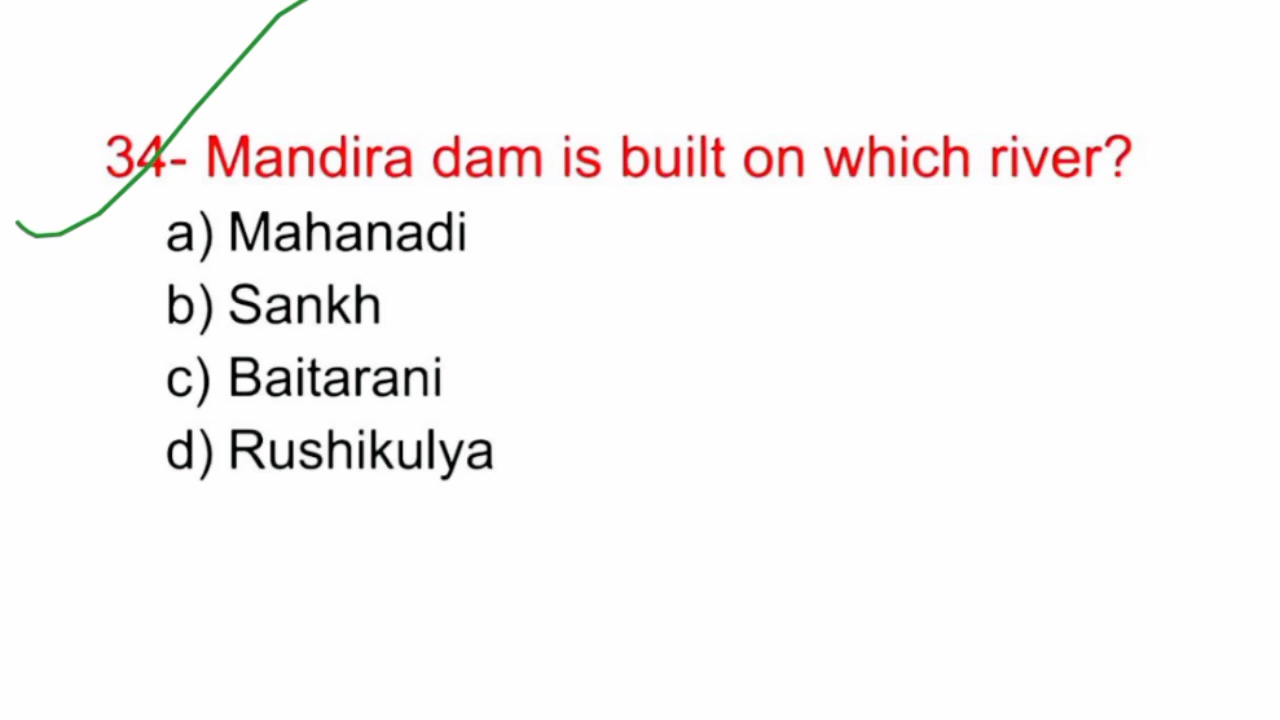 34- Mandira dam is built on which river?
a) Mahanadi
b) Sankh
c) Baitarani
d) Rushikulya